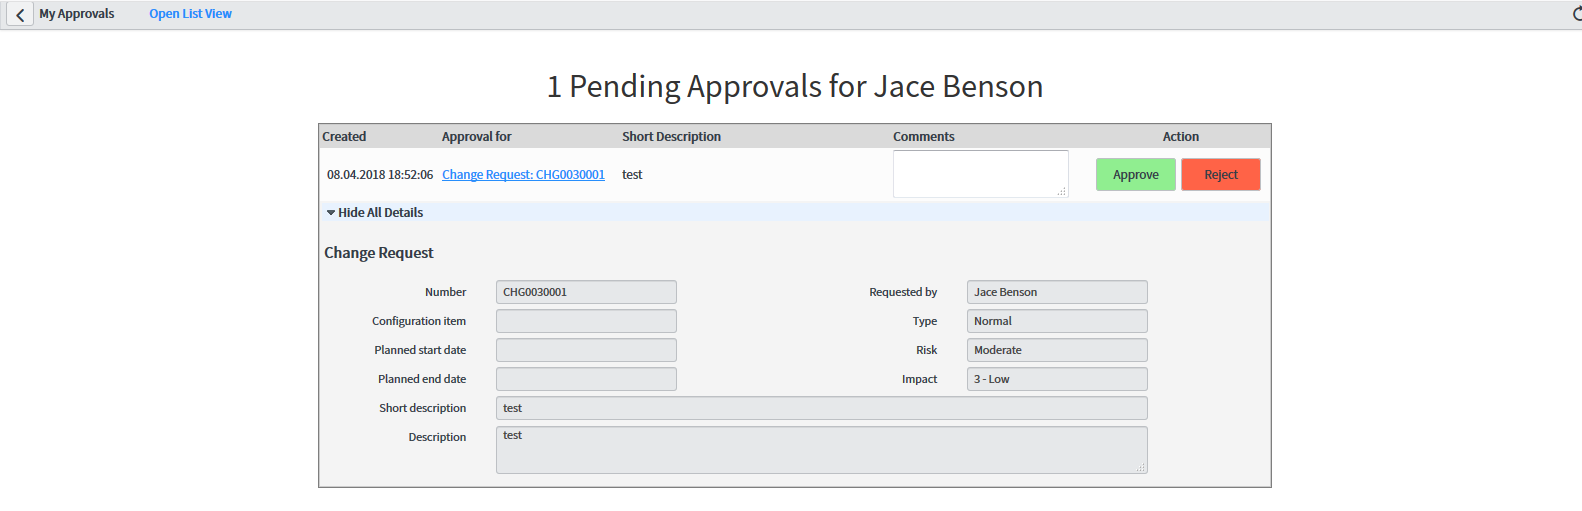 My Approvals Open List View
1 Pending Approvals for Jace Benson
Created Approval for Short Description Comments Action
08.04.2018 18:52:06 Change Request: CHG0030001 test Approve Reject
Hide All Details
Change Request
Number CHG0030001 Requested by Jace Benson
Configuration item Type Normal
Planned start date Risk Moderate
Planned end date Impact 3 - Low
Short description test
Description test